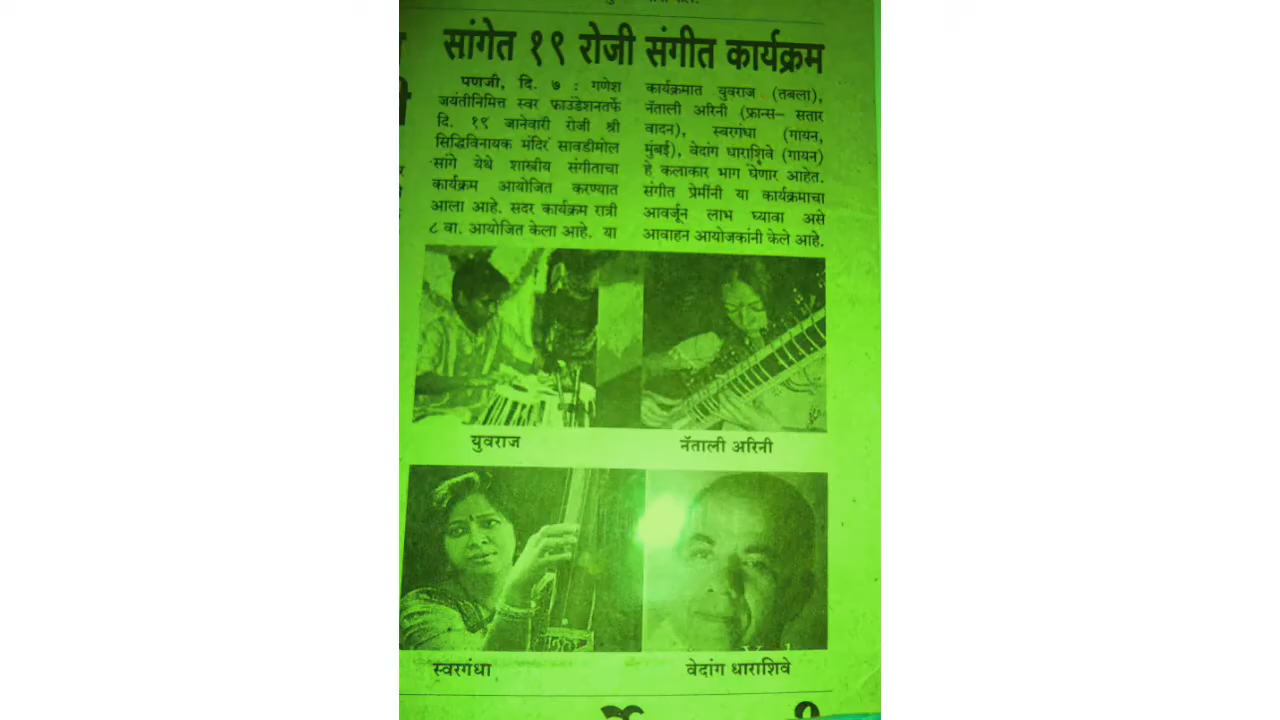 सांगेत १९ रोजी संगीत कार्यक्रम
पणजी, दि. ७ : गणेश
जयंतीनिमित्त स्वर फाउंडेशनतर्फे
दि. १९ जानेवारी रोजी श्री
सिद्धिविनायक मंदिर सावडीमोल
सांगे येथे शास्त्रीय संगीताचा
कार्यक्रम आयोजित करण्यात
आला आहे. सदर कार्यक्रम रात्री
८ वा. आयोजित केला आहे. या
कार्यक्रमात युवराज (तबला),
नॅताली अरिनी (फ्रान्स– सतार
वादन), स्वरगंधा (गायन,
मुंबई), वेदांग धाराशिवे (गायन)
हे कलाकार भाग घेणार आहेत.
संगीत प्रेमींनी या कार्यक्रमाचा
आवर्जून लाभ घ्यावा असे
आवाहन आयोजकांनी केले आहे.
युवराज
नॅताली अरिनी
स्वरगंधा
वेदांग धाराशिवे